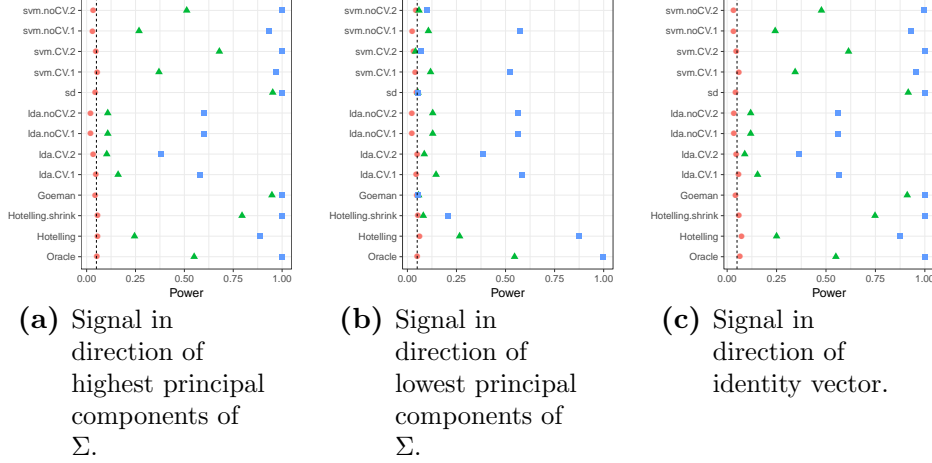 svm.noCV.2
svm.noCV.1
svm.CV.2
svm.CV.1
sd
lda.noCV.2
lda.noCV.1
lda.CV.2
lda.CV.1
Goeman
Hotelling.shrink
Hotelling
Oracle
0.00 0.25 0.50 0.75 1.00
Power
(a) Signal in
direction of
highest principal
components of
Σ.
svm.noCV.2
svm.noCV.1
svm.CV.2
svm.CV.1
sd
lda.noCV.2
lda.noCV.1
lda.CV.2
lda.CV.1
Goeman
Hotelling.shrink
Hotelling
Oracle
0.00 0.25 0.50 0.75 1.00
Power
(b) Signal in
direction of
lowest principal
components of
Σ.
svm.noCV.2
svm.noCV.1
svm.CV.2
svm.CV.1
sd
lda.noCV.2
lda.noCV.1
lda.CV.2
lda.CV.1
Goeman
Hotelling.shrink
Hotelling
Oracle
0.00 0.25 0.50 0.75 1.00
Power
(c) Signal in
direction of
identity vector.